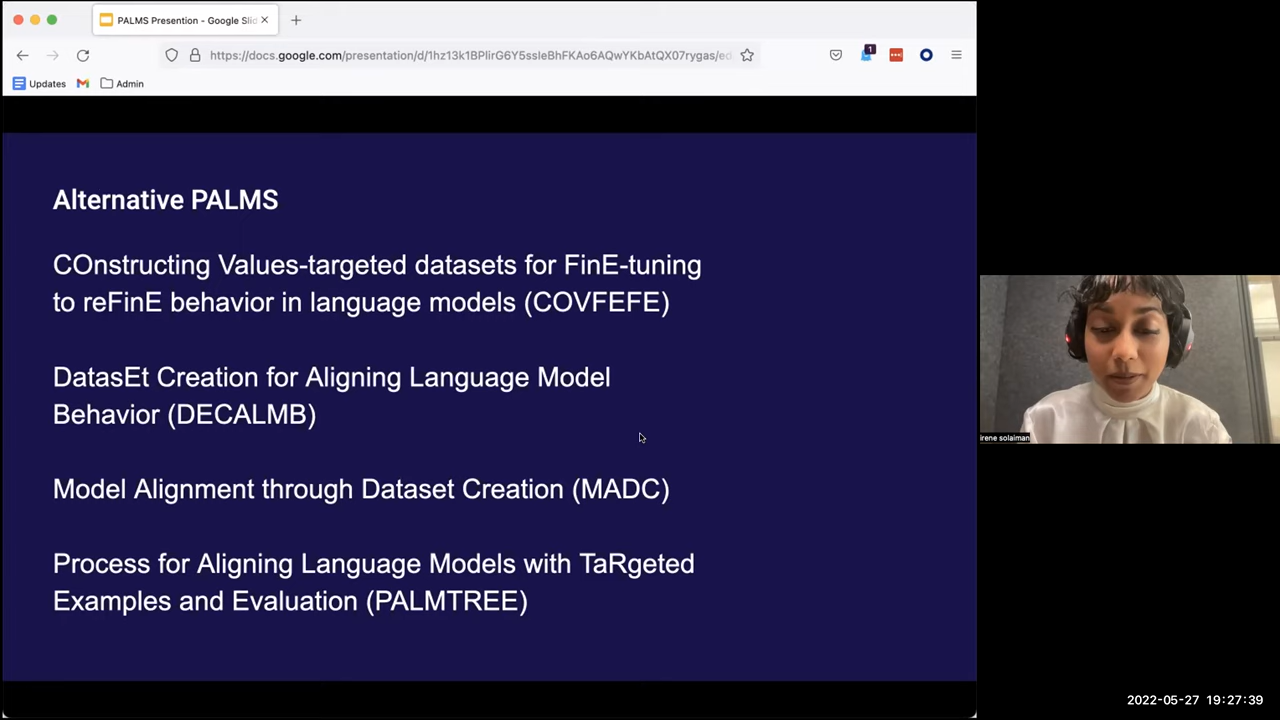 PALMS Presention - Google Slid
https://docs.google.com/presentation/d/1hz13k1BPlirG6Y5ssleBhFKAo6AQwYKbAtQX07rygas/ed
1
Updates
Admin
Alternative PALMS
COnstructing Values-targeted datasets for FinE-tuning
to reFinE behavior in language models (COVFEFE)
DatasEt Creation for Aligning Language Model
Behavior (DECALMB)
Model Alignment through Dataset Creation (MADC)
Process for Aligning Language Models with TaRgeted
Examples and Evaluation (PALMTREE)
irene solaiman
2022-05-27 19:27:39